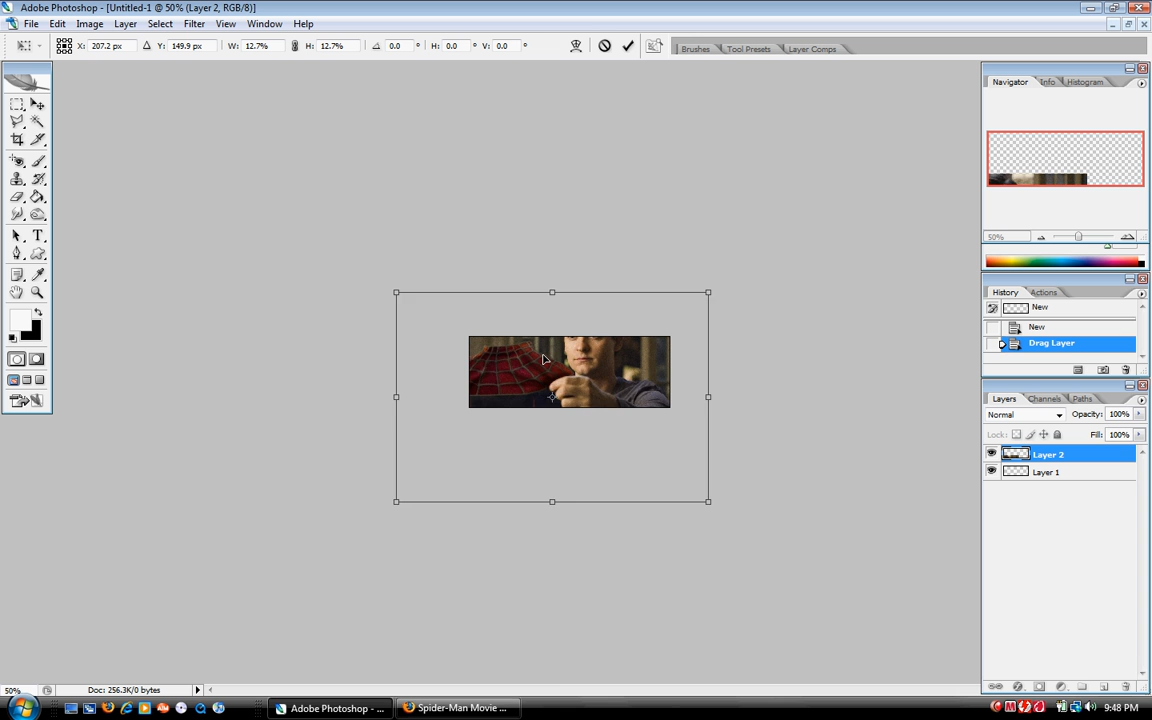 Adobe Photoshop - [Untitled-1 @ 50% (Layer 2, RGB/8)]
File Edit Image Layer Select Filter View Window Help
X: 207.2 px Y: 149.9 px W: 12.7% H: 12.7% 0.0 ° H: 0.0 ° V: 0.0 °
Brushes Tool Presets Layer Comps
Navigator Info Histogram
50%
History Actions
New
New
Drag Layer
Layers Channels Paths
Normal Opacity: 100%
Lock: Fill: 100%
Layer 2
Layer 1
50% Doc: 256.3K/0 bytes
Adobe Photoshop - ... Spider-Man Movie ... 9:48 PM